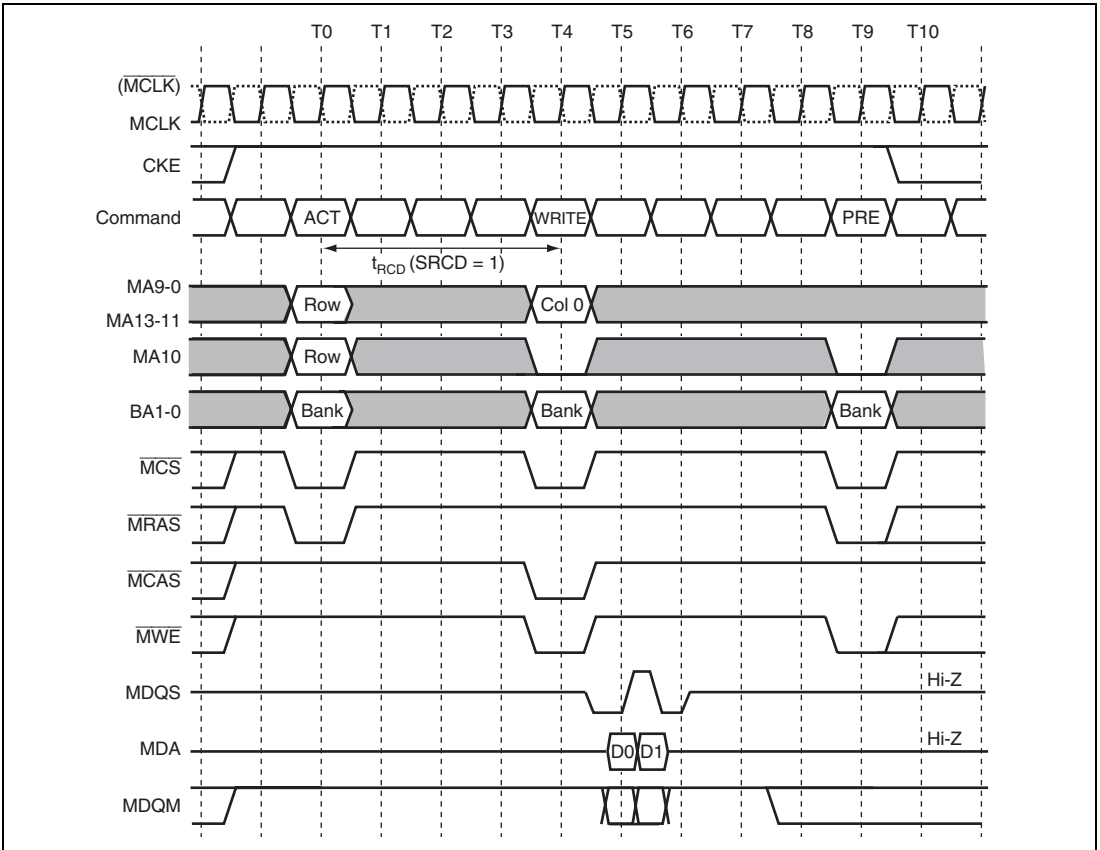 T0 T1 T2 T3 T4 T5 T6 T7 T8 T9 T10
(MCLK)
MCLK
CKE
Command ACT WRITE PRE
tRCD (SRCD = 1)
MA9-0
Row Col 0
MA13-11
MA10 Row
BA1-0 Bank Bank Bank
MCS
MRAS
MCAS
MWE
MDQS Hi-Z
MDA D0 D1 Hi-Z
MDQM